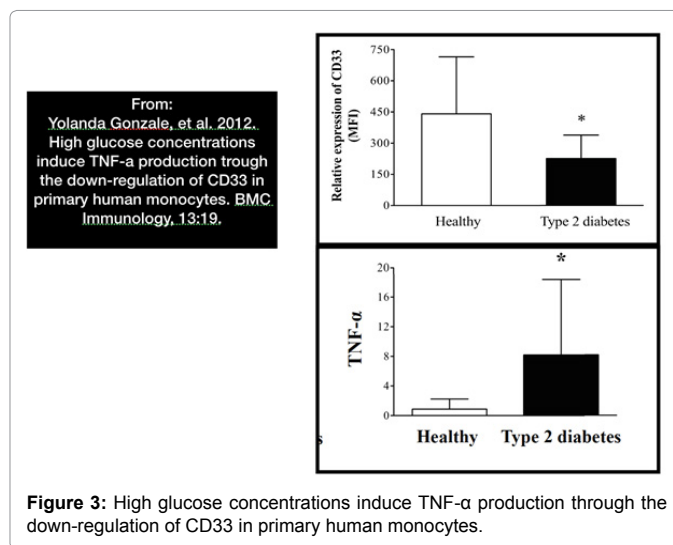 From:
Yolanda Gonzale, et al. 2012.
High glucose concentrations
induce TNF-a production trough
the down-regulation of CD33 in
primary human monocytes. BMC
Immunology, 13:19.
Relative expression of CD33
(MFI)
750
600
450
300
150
0
*
Healthy
Type 2 diabetes
TNF-α
20
16
12
8
4
0
*
s
Healthy
Type 2 diabetes
Figure 3: High glucose concentrations induce TNF-α production through the
down-regulation of CD33 in primary human monocytes.